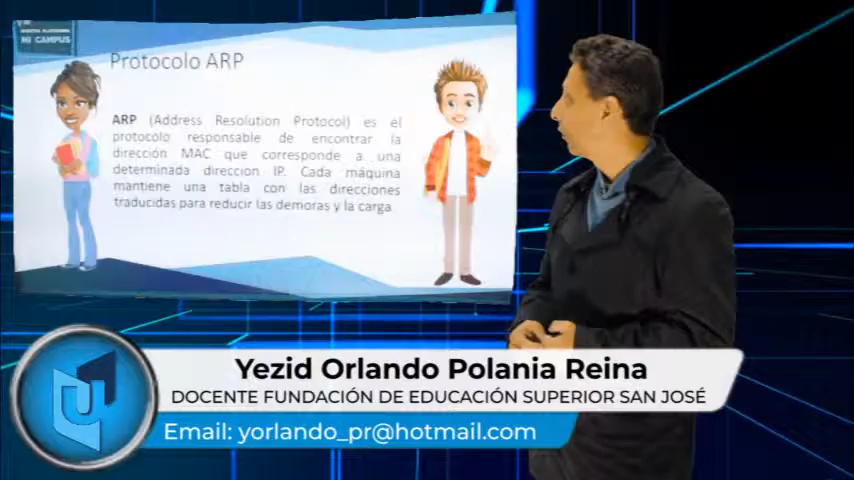 MI CAMPUS
Protocolo ARP
ARP (Address Resolution Protocol) es el
protocolo responsable de encontrar la
dirección MAC que corresponde a una
determinada direccion IP. Cada máquina
mantiene una tabla con las direcciones
traducidas para reducir las demoras y la carga
Yezid Orlando Polania Reina
DOCENTE FUNDACIÓN DE EDUCACIÓN SUPERIOR SAN JOSÉ
Email: yorlando_pr@hotmail.com